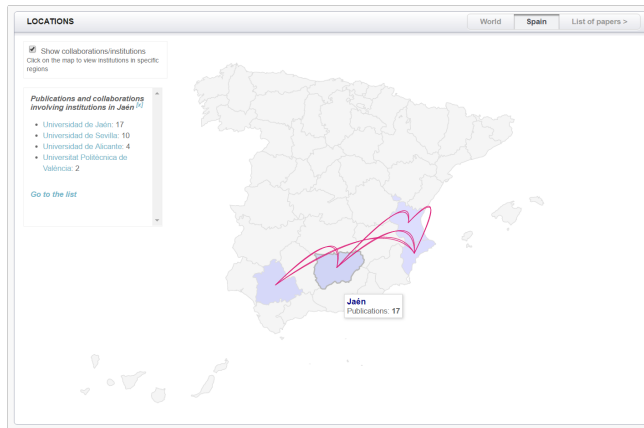 LOCATIONS
World
Spain
List of papers >
Show collaborations/institutions
Click on the map to view institutions in specific
regions
Publications and collaborations
involving institutions in Jaén [x]
Universidad de Jaén: 17
Universidad de Sevilla: 10
Universidad de Alicante: 4
Universitat Politècnica de
València: 2
Go to the list
Jaén
Publications: 17